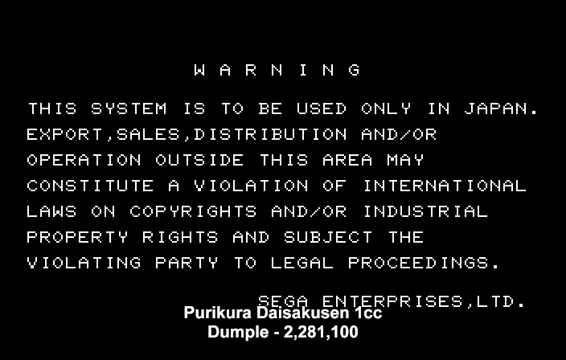 W A R N I N G
THIS SYSTEM IS TO BE USED ONLY IN JAPAN.
EXPORT,SALES,DISTRIBUTION AND/OR
OPERATION OUTSIDE THIS AREA MAY
CONSTITUTE A VIOLATION OF INTERNATIONAL
LAWS ON COPYRIGHTS AND/OR INDUSTRIAL
PROPERTY RIGHTS AND SUBJECT THE
VIOLATING PARTY TO LEGAL PROCEEDINGS.
SEGA ENTERPRISES,LTD.
Purikura Daisakusen 1cc
Dumple - 2,281,100